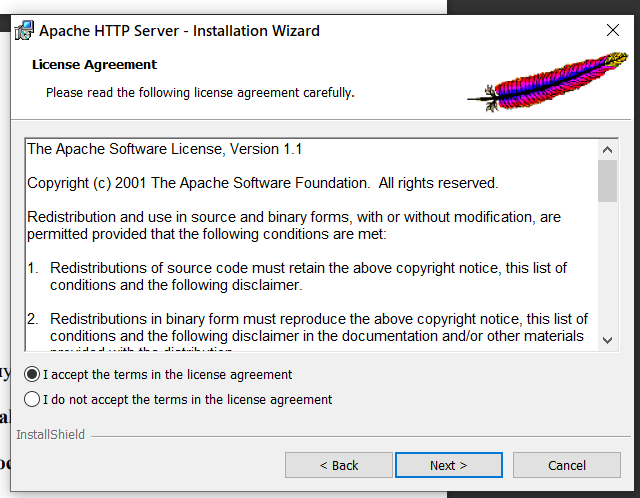 Apache HTTP Server - Installation Wizard
License Agreement
Please read the following license agreement carefully.
The Apache Software License, Version 1.1
Copyright (c) 2001 The Apache Software Foundation.  All rights reserved.
Redistribution and use in source and binary forms, with or without modification, are
permitted provided that the following conditions are met:
1. Redistributions of source code must retain the above copyright notice, this list of
conditions and the following disclaimer.
2. Redistributions in binary form must reproduce the above copyright notice, this list of
conditions and the following disclaimer in the documentation and/or other materials
provided with the distribution.
I accept the terms in the license agreement
I do not accept the terms in the license agreement
InstallShield
< Back
Next >
Cancel